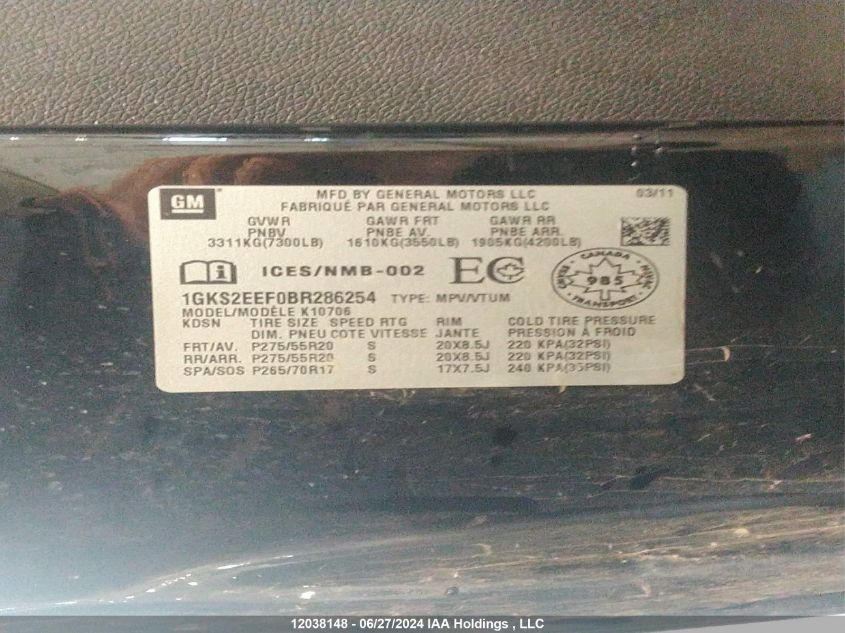 GM
MFD BY GENERAL MOTORS LLC 03/11
FABRIQUÉ PAR GENERAL MOTORS LLC
GVWR GAWR FRT GAWR RR
PNBV PNBE AV. PNBE ARR.
3311KG(7300LB) 1610KG(3550LB) 1905KG(4200LB)
ICES/NMB-002 EC
CANADA
985
TRANSPORT
1GKS2EEF0BR286254 TYPE: MPV/VTUM
MODEL/MODÈLE K10706
KDSN TIRE SIZE SPEED RTG RIM COLD TIRE PRESSURE
DIM. PNEU COTE VITESSE JANTE PRESSION À FROID
FRT/AV. P275/55R20 S 20X8.5J 220 KPA(32PSI)
RR/ARR. P275/55R20 S 20X8.5J 220 KPA(32PSI)
SPA/SOS P265/70R17 S 17X7.5J 240 KPA(35PSI)
12038148 - 06/27/2024 IAA Holdings , LLC